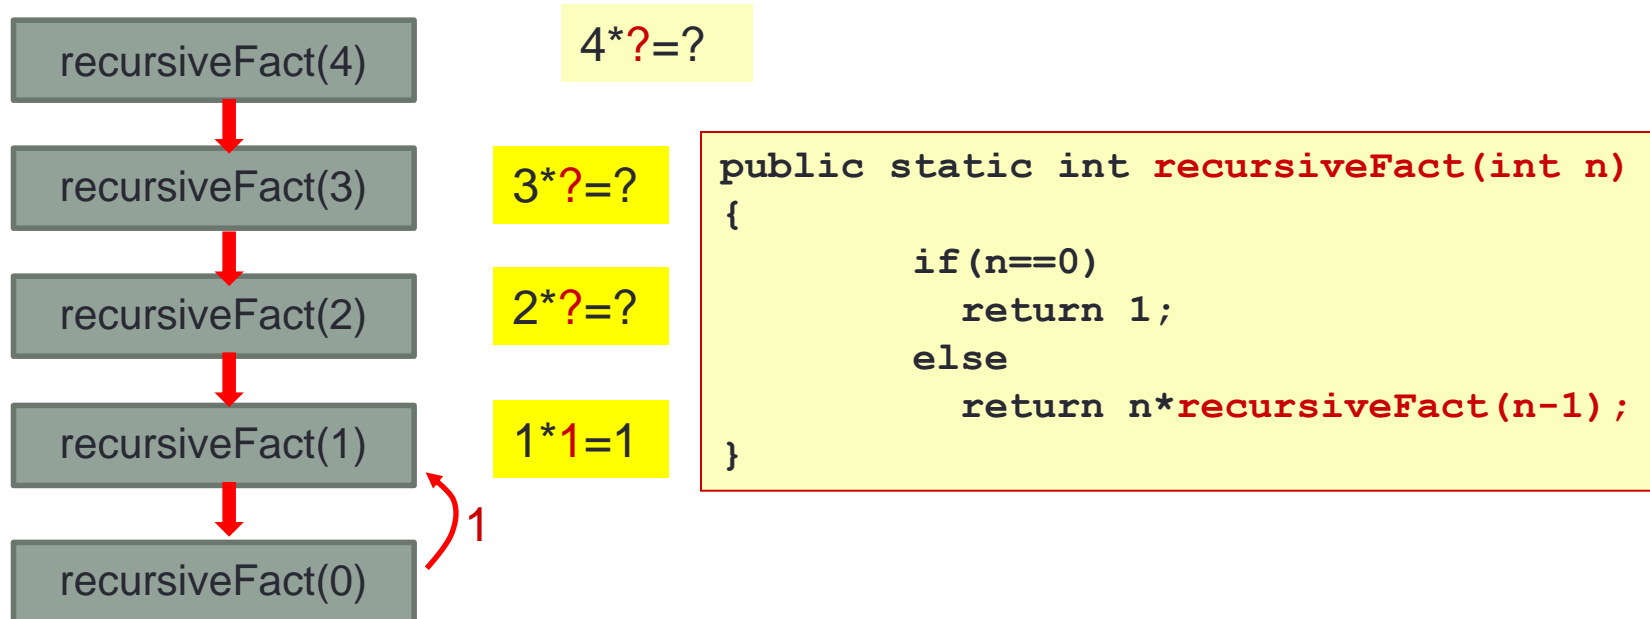 recursiveFact(4)
4*?=?
recursiveFact(3)
3*?=?
recursiveFact(2)
2*?=?
recursiveFact(1)
1*1=1
1
recursiveFact(0)
public static int recursiveFact(int n)
{
if(n==0)
return 1;
else
return n*recursiveFact(n-1);
}